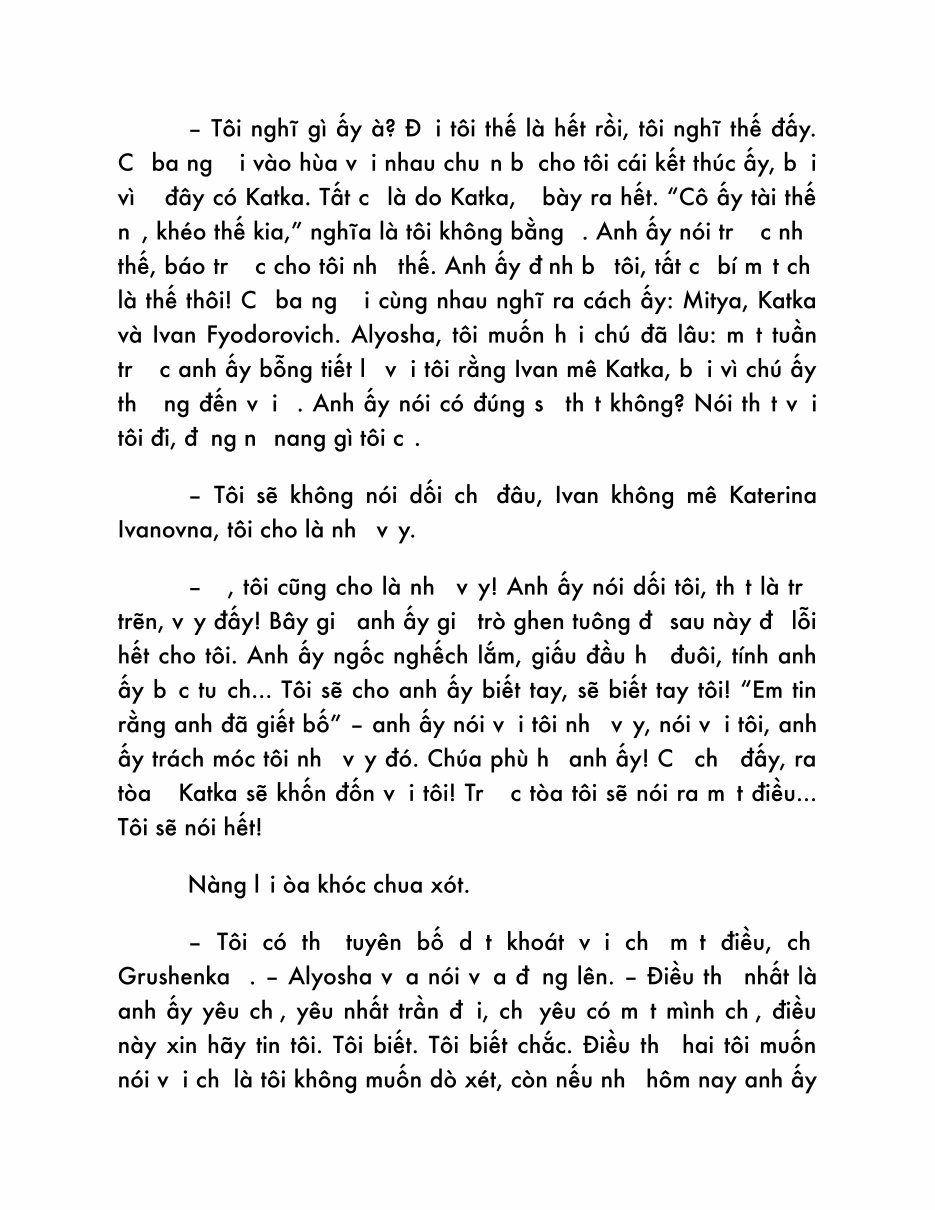 – Tôi nghĩ gì ấy à? Đ i tôi thế là hết rồi, tôi nghĩ thế đấy.
C ba ng i vào hùa v i nhau chu n b cho tôi cái kết thúc ấy, b i
vì đây có Katka. Tất c là do Katka, bày ra hết. “Cô ấy tài thế
n , khéo thế kia,” nghĩa là tôi không bằng . Anh ấy nói tr c nh
thế, báo tr c cho tôi nh thế. Anh ấy đ nh b tôi, tất c bí m t ch
là thế thôi! C ba ng i cùng nhau nghĩ ra cách ấy: Mitya, Katka
và Ivan Fyodorovich. Alyosha, tôi muốn h i chú đã lâu: m t tuần
tr c anh ấy bỗng tiết l v i tôi rằng Ivan mê Katka, b i vì chú ấy
th ng đến v i . Anh ấy nói có đúng s th t không? Nói th t v i
tôi đi, đ ng n nang gì tôi c .
– Tôi sẽ không nói dối ch đâu, Ivan không mê Katerina
Ivanovna, tôi cho là nh v y.
– , tôi cũng cho là nh v y! Anh ấy nói dối tôi, th t là tr
trẽn, v y đấy! Bây gi anh ấy gi trò ghen tuông đ sau này đ lỗi
hết cho tôi. Anh ấy ngốc nghếch lắm, giấu đầu h đuôi, tính anh
ấy b c tu ch... Tôi sẽ cho anh ấy biết tay, sẽ biết tay tôi! “Em tin
rằng anh đã giết bố” – anh ấy nói v i tôi nh v y, nói v i tôi, anh
ấy trách móc tôi nh v y đó. Chúa phù h anh ấy! C ch đấy, ra
tòa Katka sẽ khốn đốn v i tôi! Tr c tòa tôi sẽ nói ra m t điều...
Tôi sẽ nói hết!
Nàng l i òa khóc chua xót.
– Tôi có th tuyên bố d t khoát v i ch m t điều, ch
Grushenka . – Alyosha v a nói v a đ ng lên. – Điều th nhất là
anh ấy yêu ch , yêu nhất trần đ i, ch yêu có m t mình ch , điều
này xin hãy tin tôi. Tôi biết. Tôi biết chắc. Điều th hai tôi muốn
nói v i ch là tôi không muốn dò xét, còn nếu nh hôm nay anh ấy